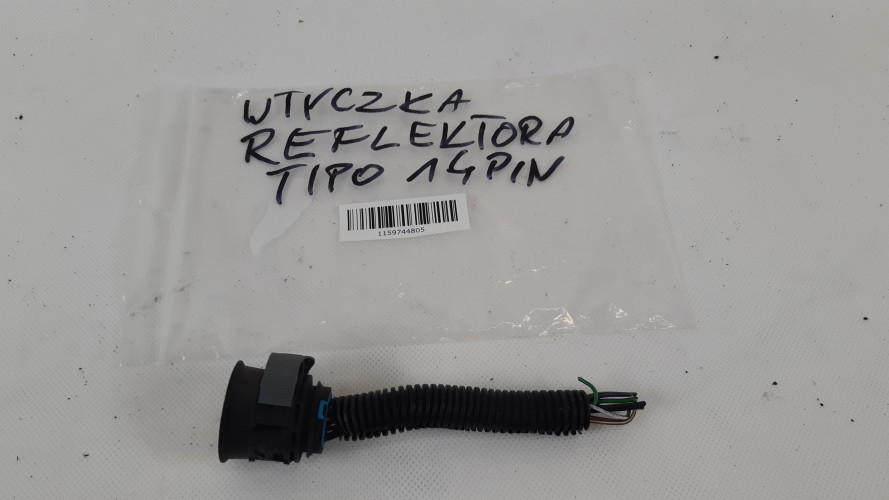 WTYCZKA
REFLEKTORA
TIPO 14PIN
1159744805